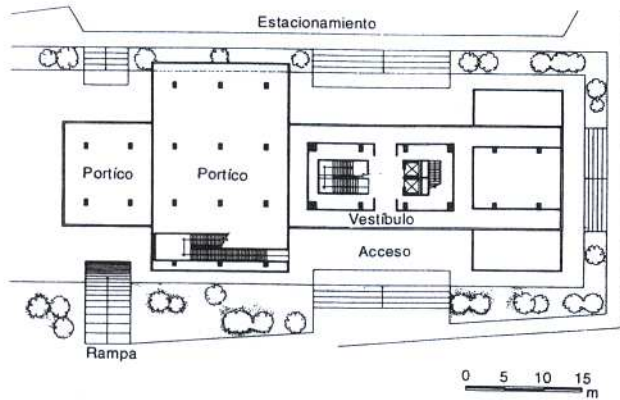 Estacionamiento
Portíco
Portíco
Vestíbulo
Acceso
Rampa
0 5 10 15
m